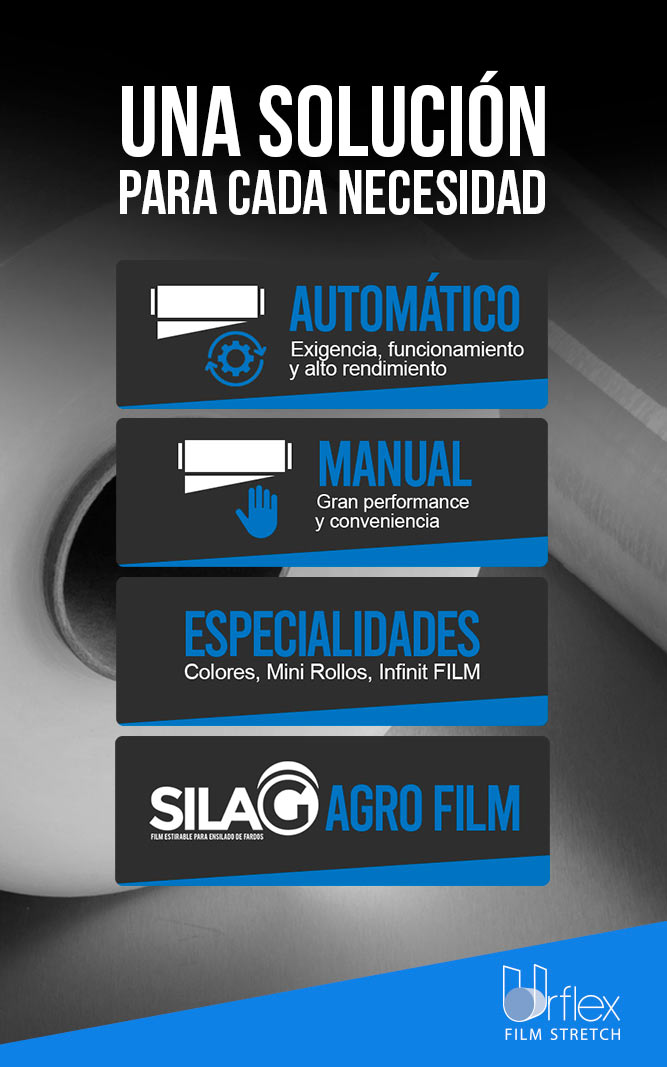 UNA SOLUCIÓN
PARA CADA NECESIDAD
AUTOMÁTICO
Exigencia, funcionamiento
y alto rendimiento
MANUAL
Gran performance
y conveniencia
ESPECIALIDADES
Colores, Mini Rollos, Infinit FILM
SILAG AGRO FILM
FILM ESTIRABLE PARA ENSILADO DE FARDOS
Urflex
FILM STRETCH